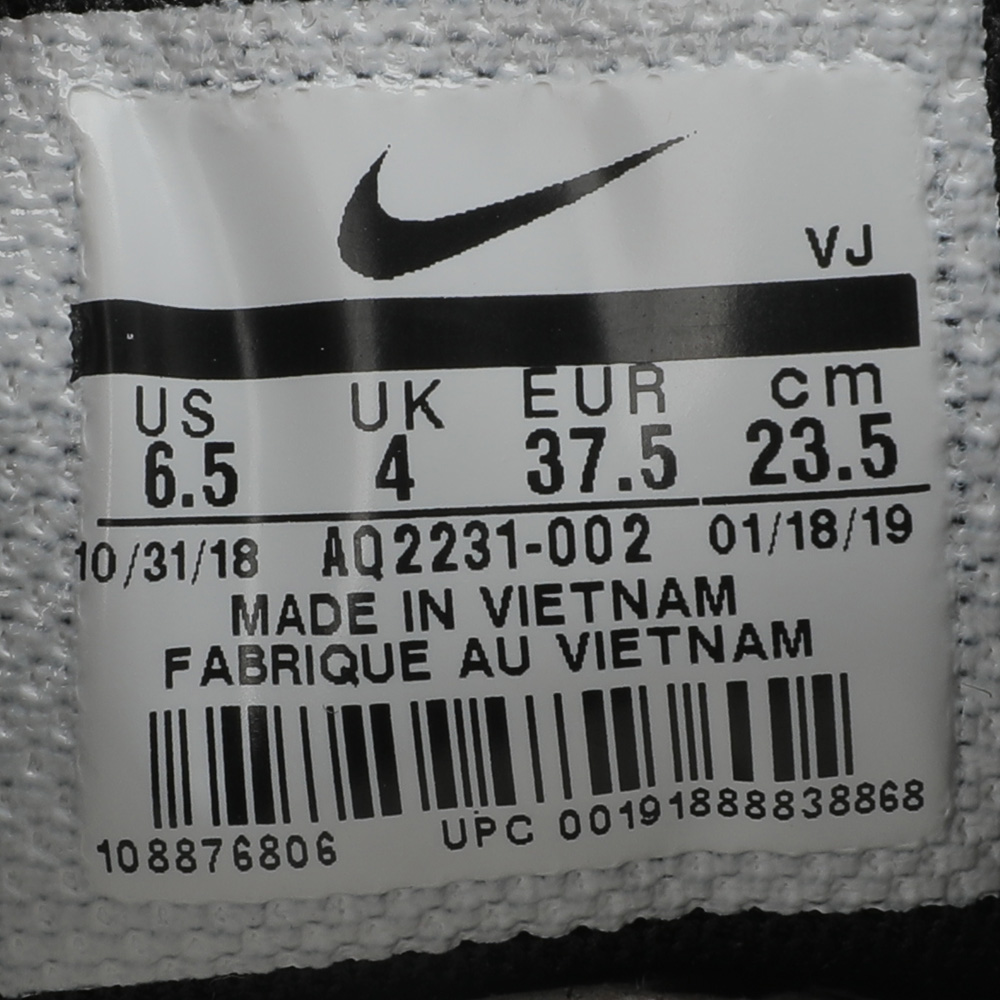 VJ
US UK EUR cm
6.5 4 37.5 23.5
10/31/18 AQ2231-002 01/18/19
MADE IN VIETNAM
FABRIQUE AU VIETNAM
108876806 UPC 00191888838868